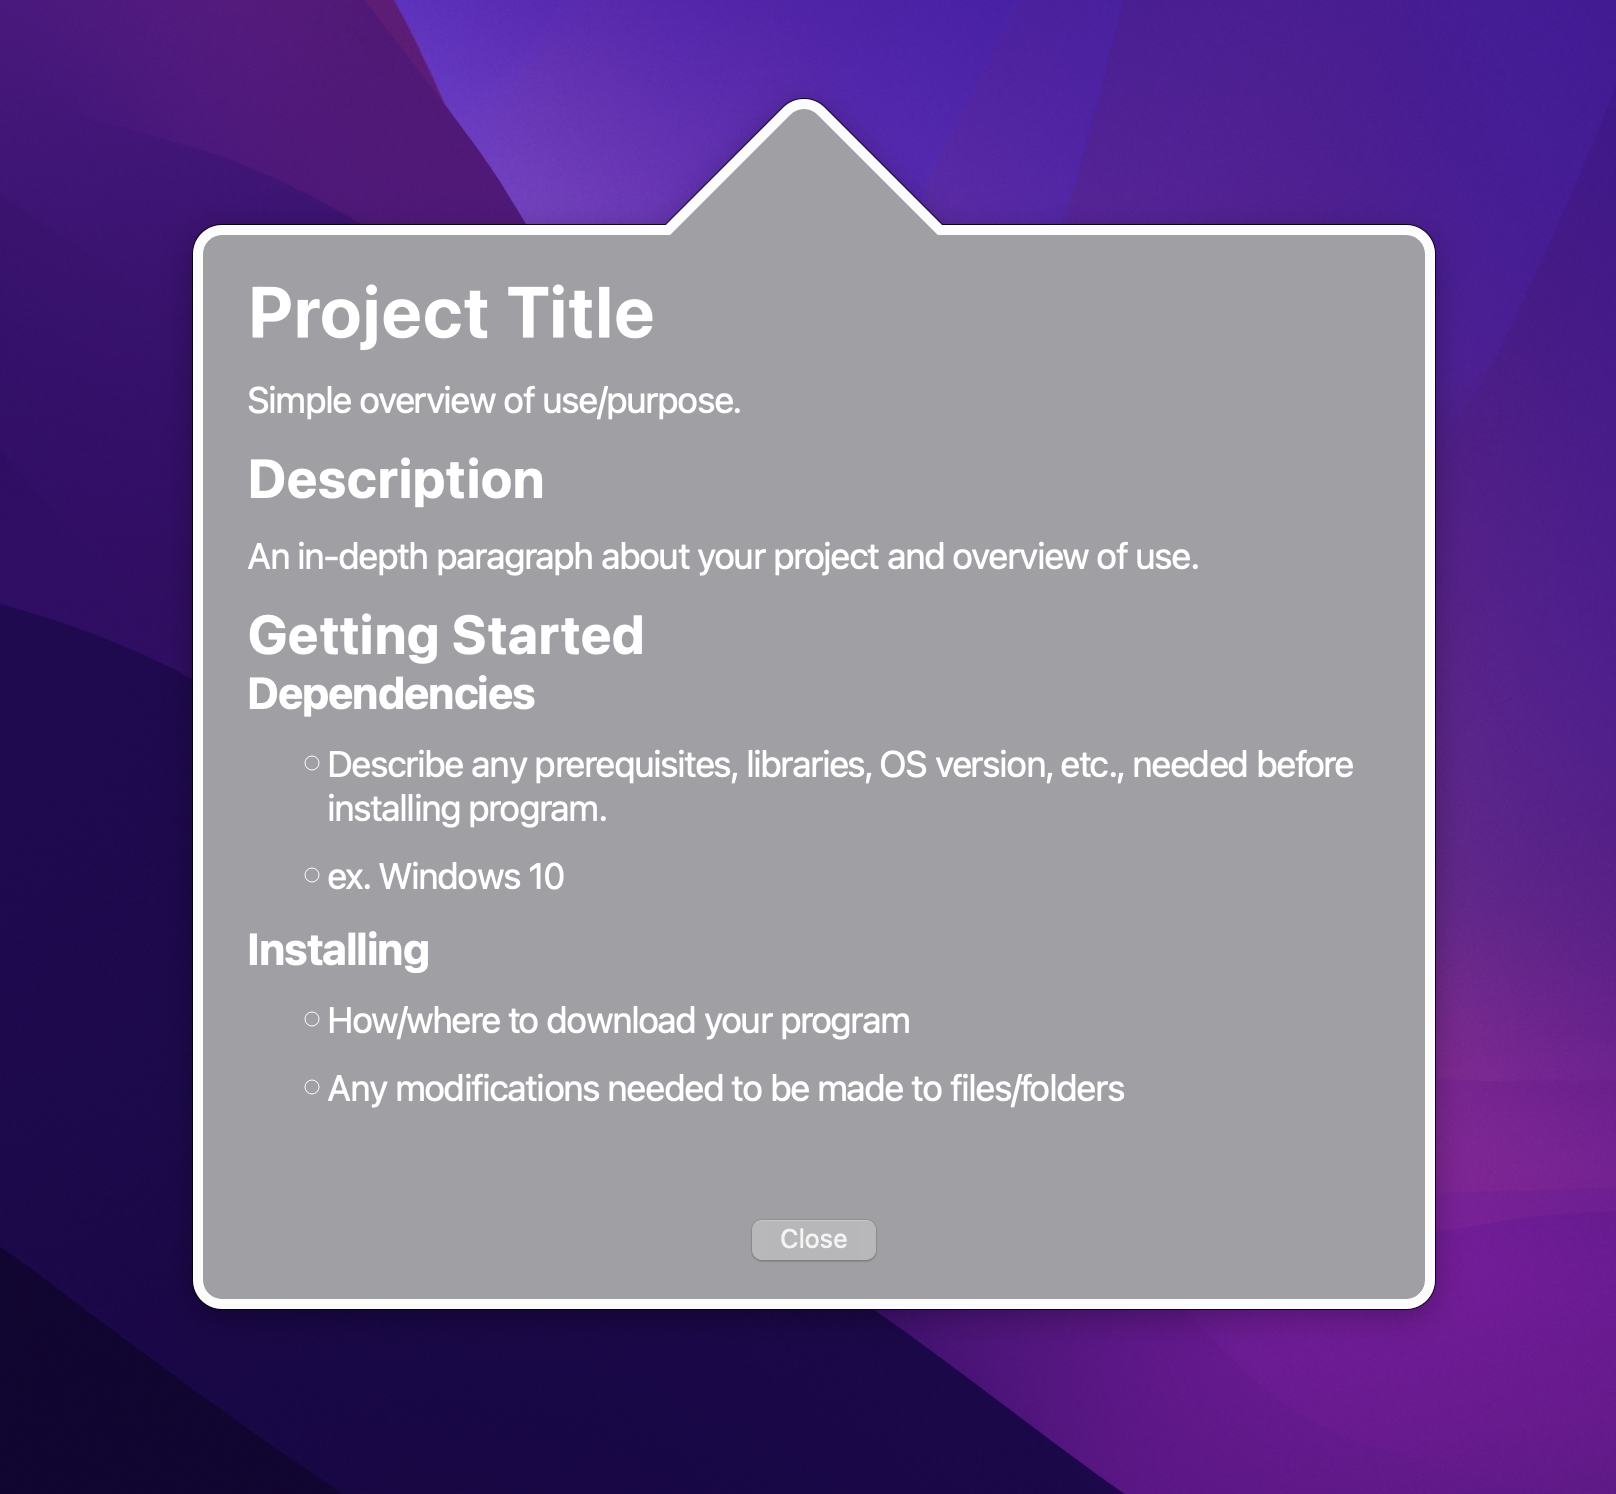 Project Title
Simple overview of use/purpose.
Description
An in-depth paragraph about your project and overview of use.
Getting Started
Dependencies
Describe any prerequisites, libraries, OS version, etc., needed before
installing program.
ex. Windows 10
Installing
How/where to download your program
Any modifications needed to be made to files/folders
Close